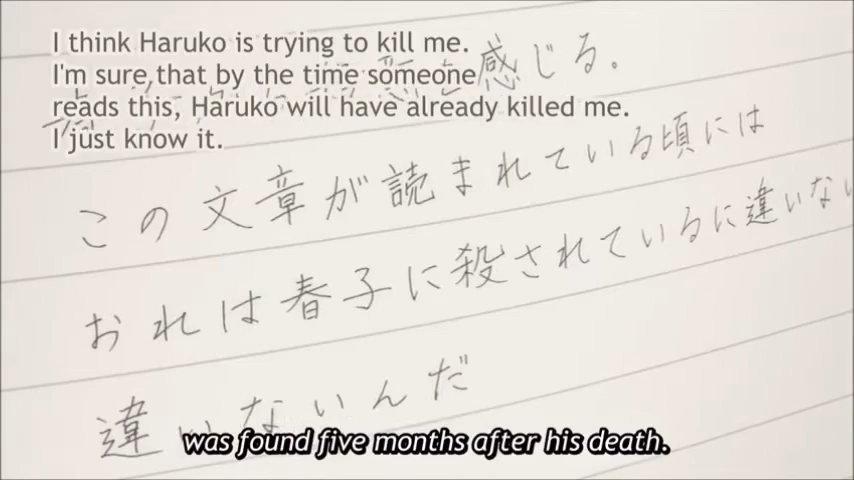 I think Haruko is trying to kill me.
I'm sure that by the time someone
reads this, Haruko will have already killed me.
I just know it.
感じる。
この文章が読まれている頃には
おれは春子に殺されているに違いない
違いないんだ
was found five months after his death.